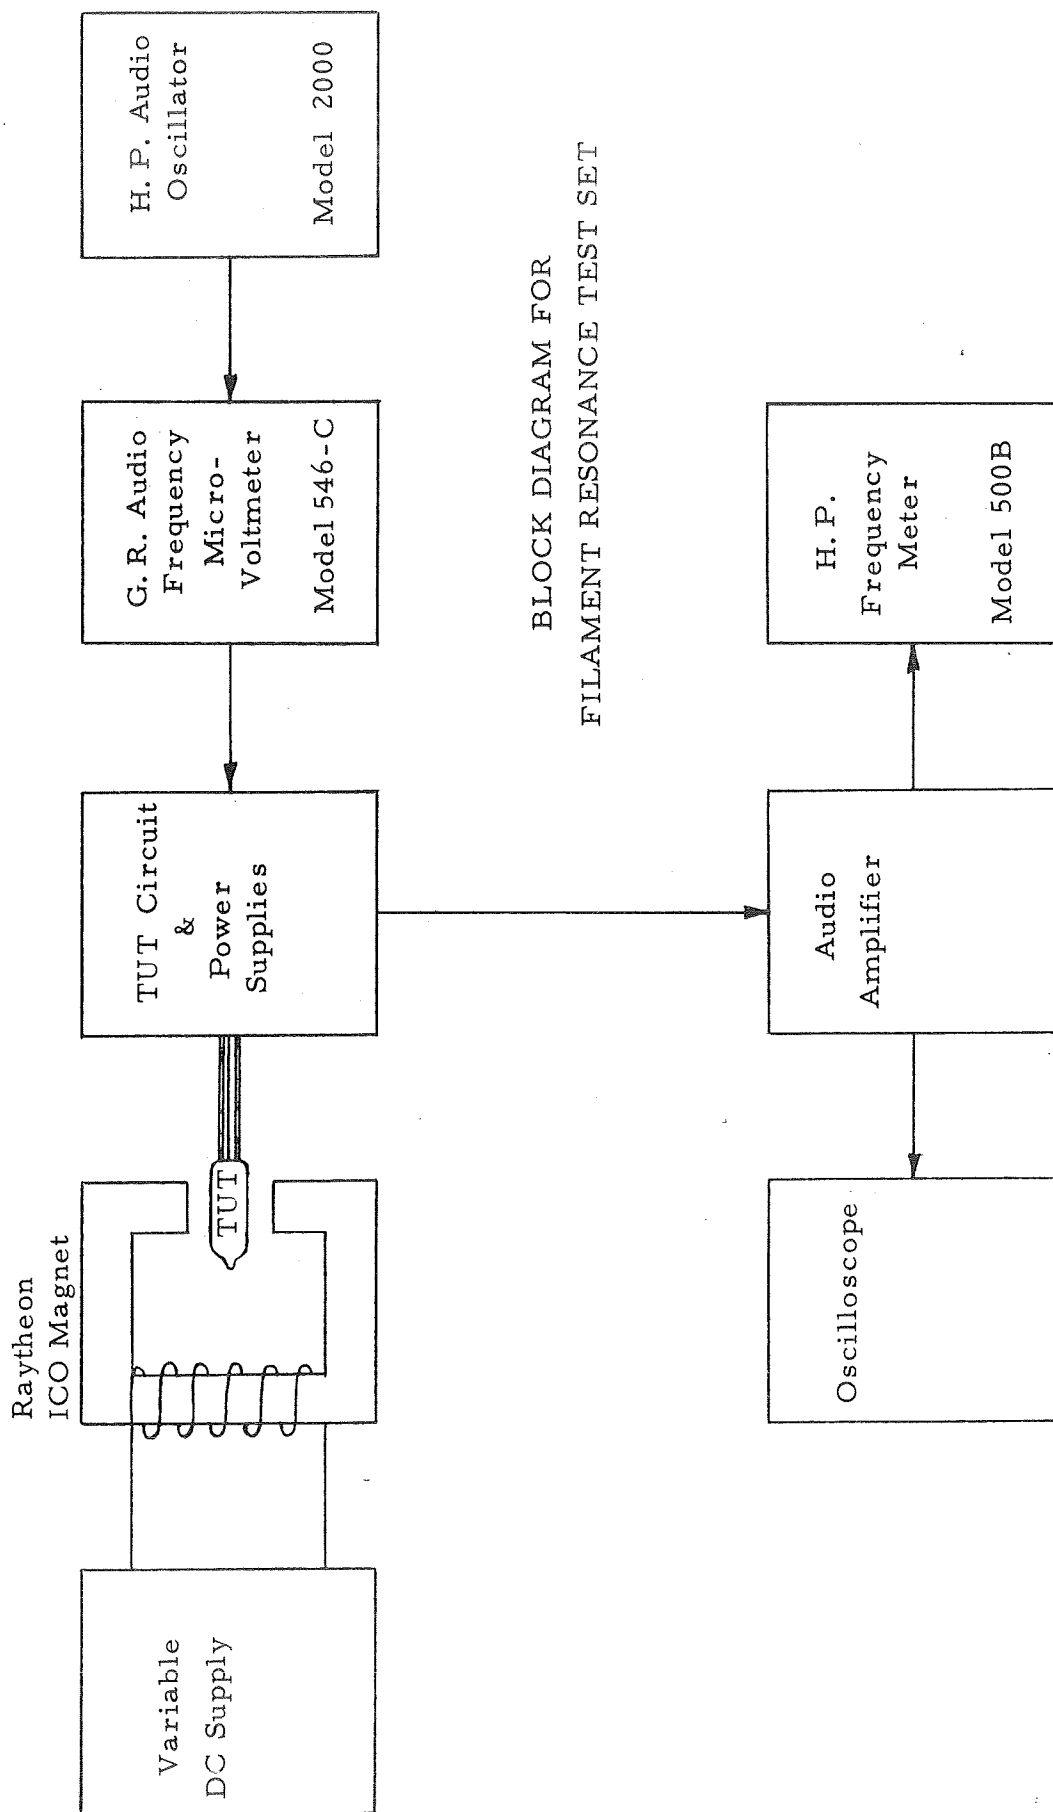 Raytheon
ICO Magnet
Variable
DC Supply
TUT
TUT Circuit
&
Power
Supplies
G. R. Audio
Frequency
Micro-
Voltmeter
Model 546-C
H. P. Audio
Oscillator
Model 2000
BLOCK DIAGRAM FOR
FILAMENT RESONANCE TEST SET
Oscilloscope
Audio
Amplifier
H. P.
Frequency
Meter
Model 500B